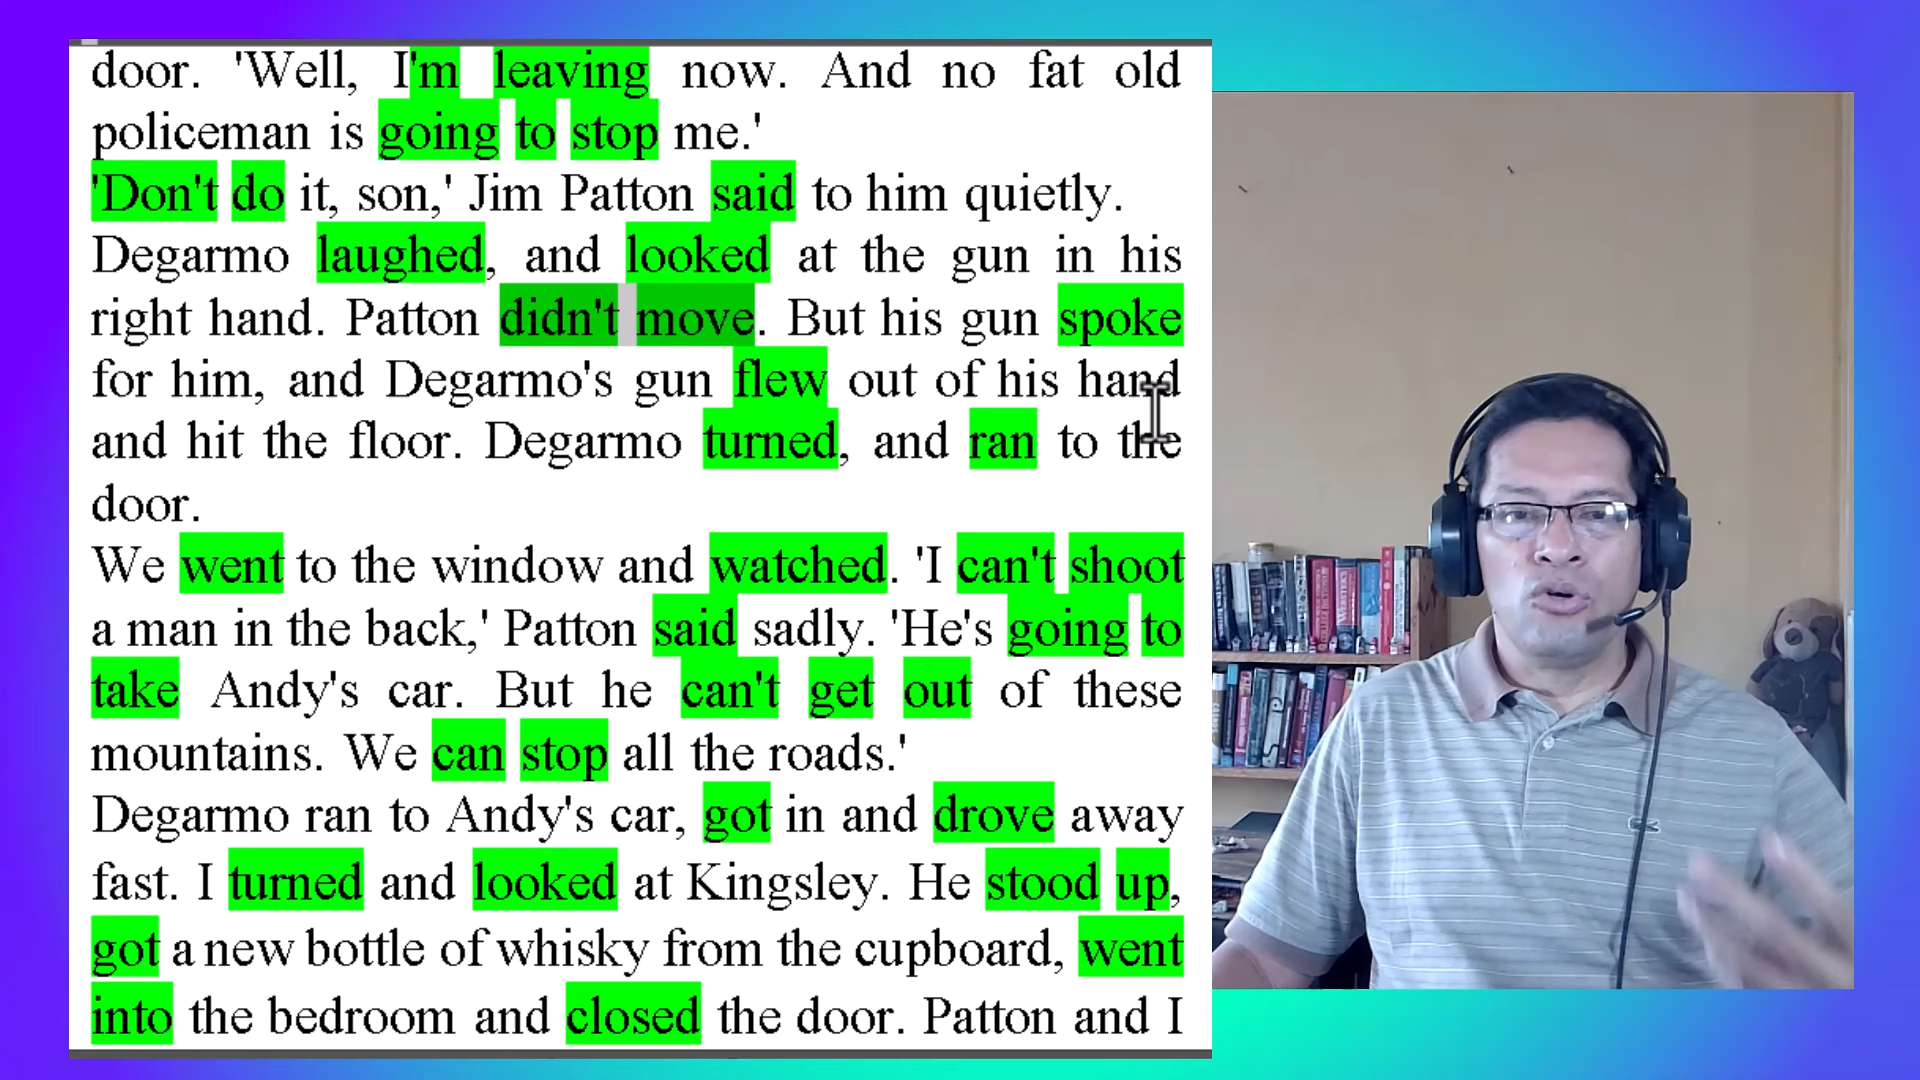 door. 'Well, I'm leaving now. And no fat old
policeman is going to stop me.'
'Don't do it, son,' Jim Patton said to him quietly.
Degarmo laughed, and looked at the gun in his
right hand. Patton didn't move. But his gun spoke
for him, and Degarmo's gun flew out of his hand
and hit the floor. Degarmo turned, and ran to the
door.
We went to the window and watched. 'I can't shoot
a man in the back,' Patton said sadly. 'He's going to
take Andy's car. But he can't get out of these
mountains. We can stop all the roads.'
Degarmo ran to Andy's car, got in and drove away
fast. I turned and looked at Kingsley. He stood up,
got a new bottle of whisky from the cupboard, went
into the bedroom and closed the door. Patton and I